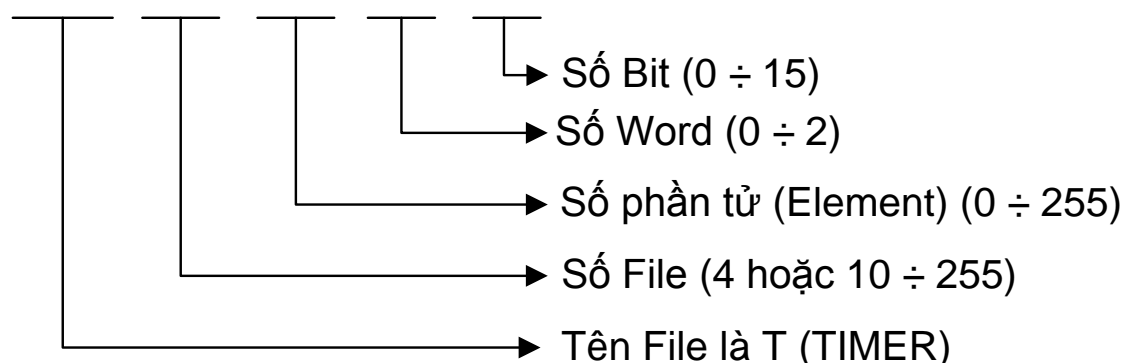 Số Bit (0 ÷ 15)
Số Word (0 ÷ 2)
Số phần tử (Element) (0 ÷ 255)
Số File (4 hoặc 10 ÷ 255)
Tên File là T (TIMER)